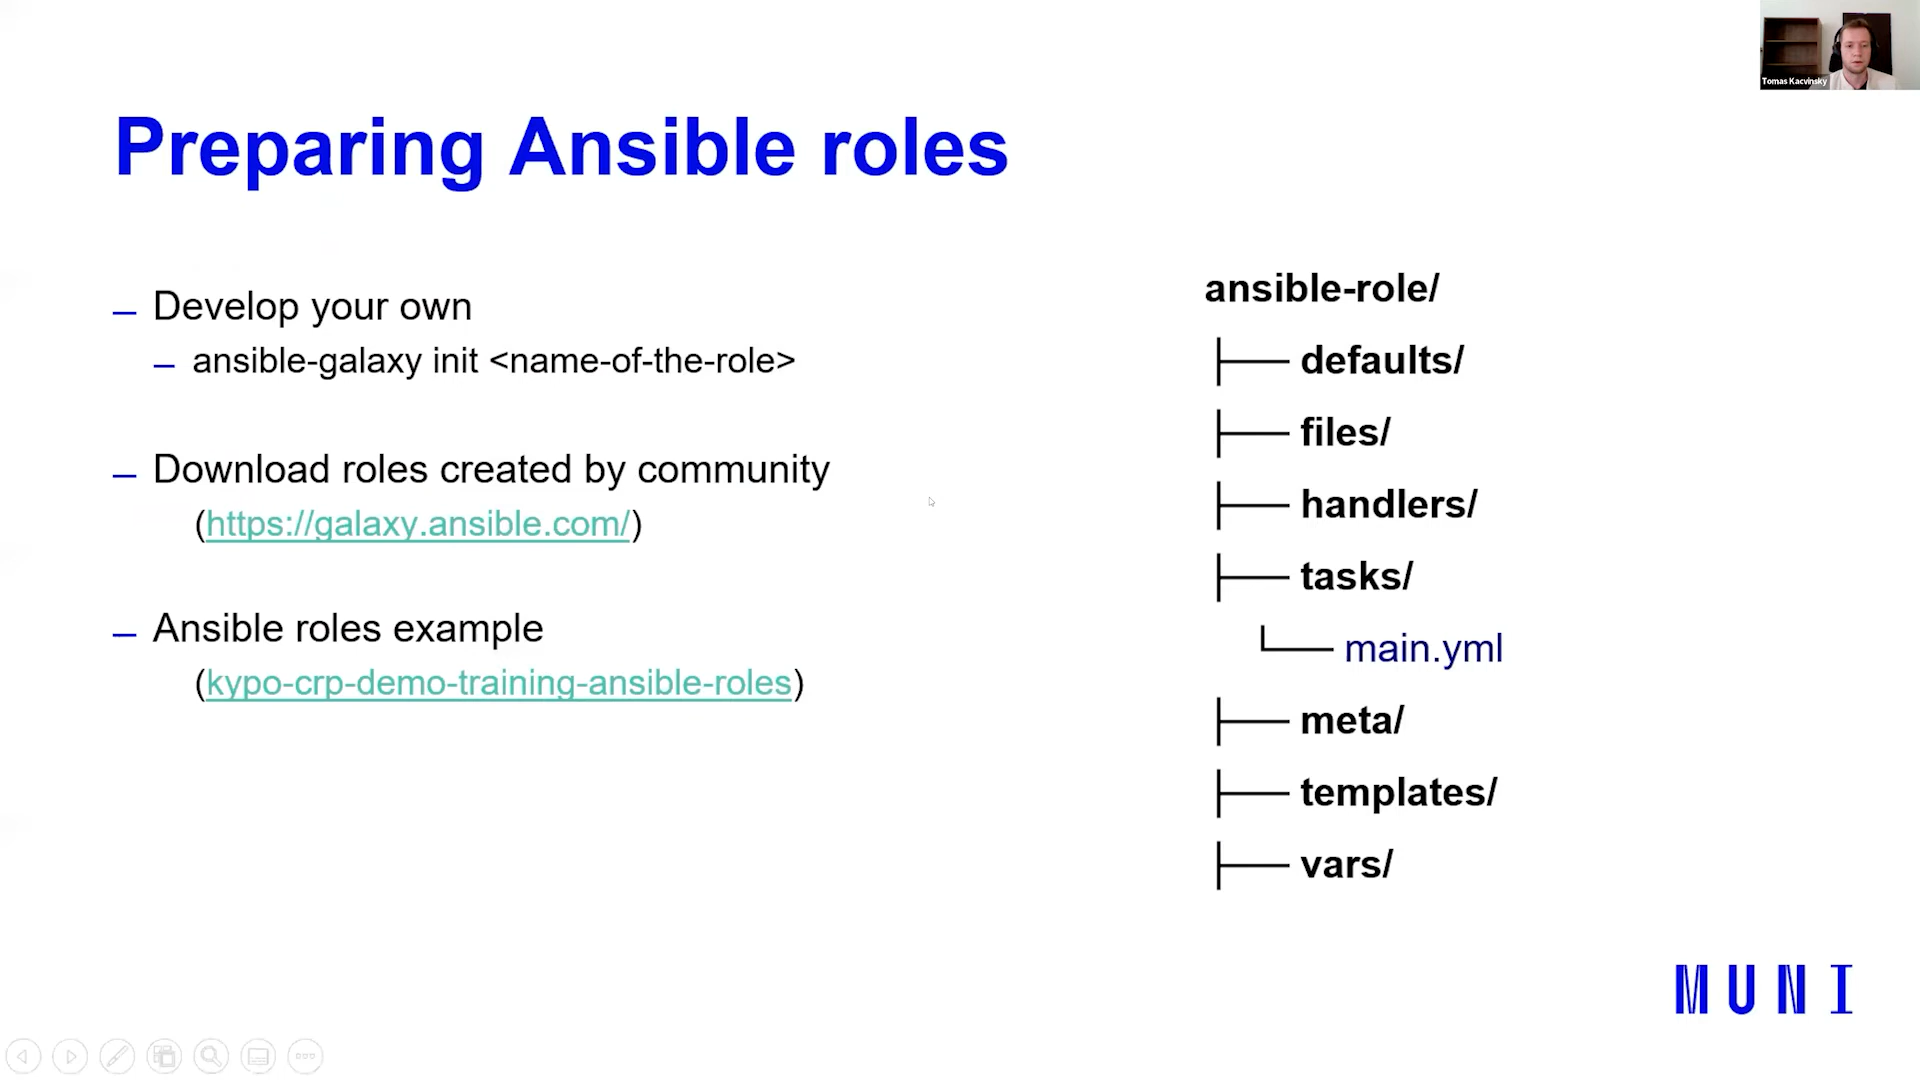 Tomas Kacvinsky
Preparing Ansible roles
– Develop your own
– ansible-galaxy init <name-of-the-role>
– Download roles created by community
(https://galaxy.ansible.com/)
– Ansible roles example
(kypo-crp-demo-training-ansible-roles)
ansible-role/
├── defaults/
├── files/
├── handlers/
├── tasks/
└── main.yml
├── meta/
├── templates/
├── vars/
MUNI